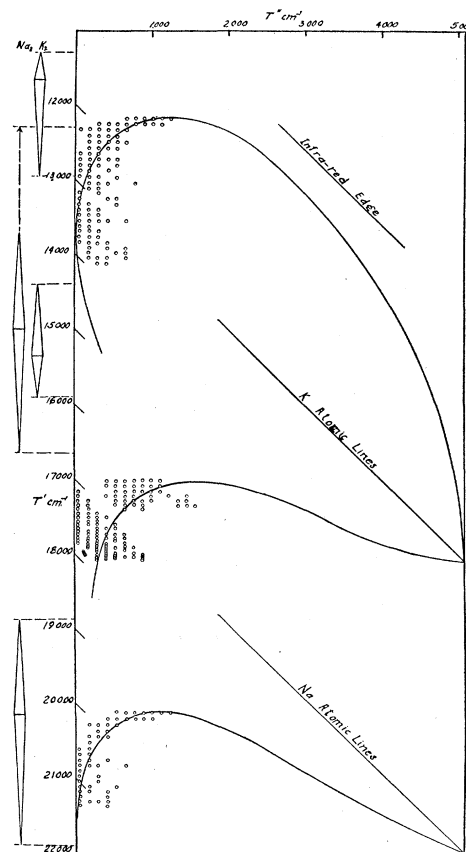 T" cm⁻¹
1000 2000 3000 4000 500
Na₂ K₂
12000
Infra-red Edge
13000
14000
15000
K Atomic Lines
16000
17000
T' cm⁻¹
18000
19000
Na Atomic Lines
20000
21000
22000